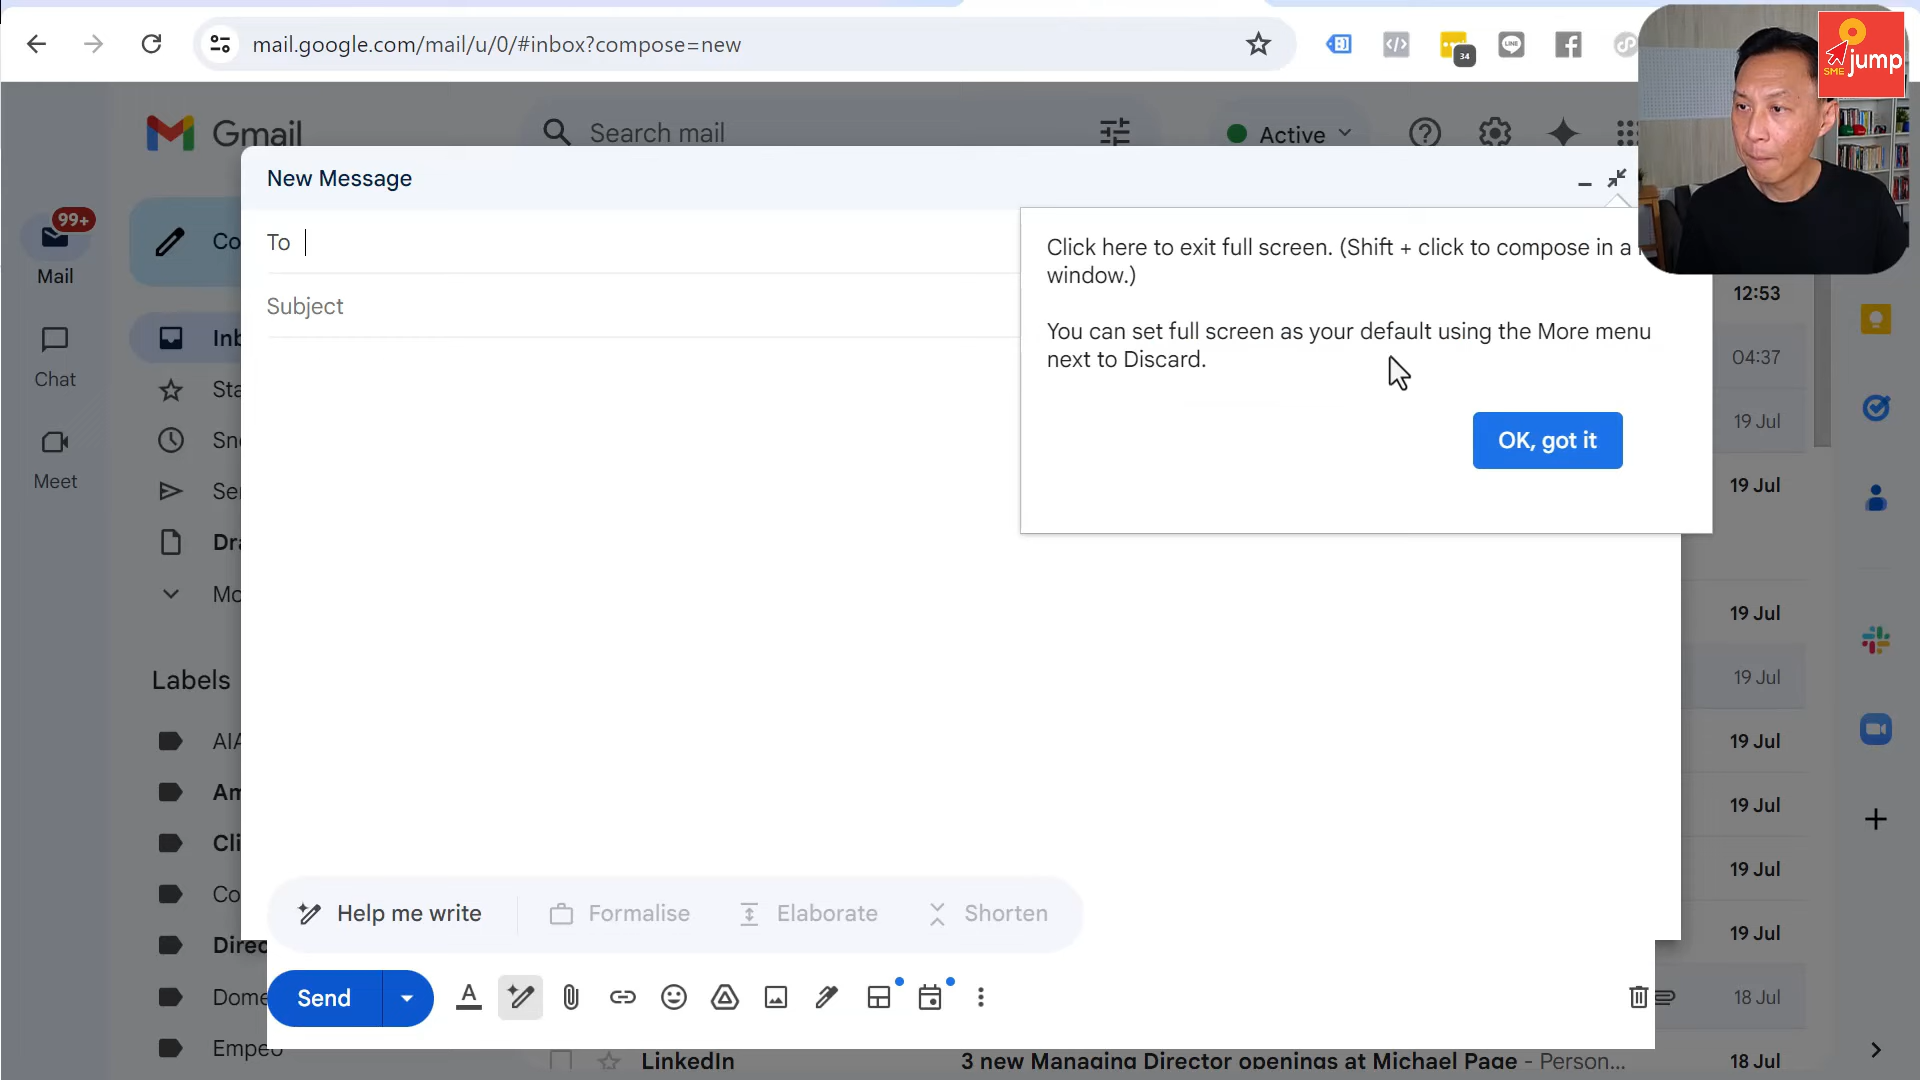 mail.google.com/mail/u/0/#inbox?compose=new
34
SME jump
Gmail
Search mail
Active
New Message
99+
Mail
To
Click here to exit full screen. (Shift + click to compose in a
window.)
Subject
You can set full screen as your default using the More menu
next to Discard.
OK, got it
Chat
Meet
Labels
12:53
04:37
19 Jul
19 Jul
19 Jul
19 Jul
19 Jul
19 Jul
19 Jul
19 Jul
18 Jul
Help me write
Formalise
Elaborate
Shorten
Send
LinkedIn
3 new Managing Director openings at Michael Page - Person...
18 Jul